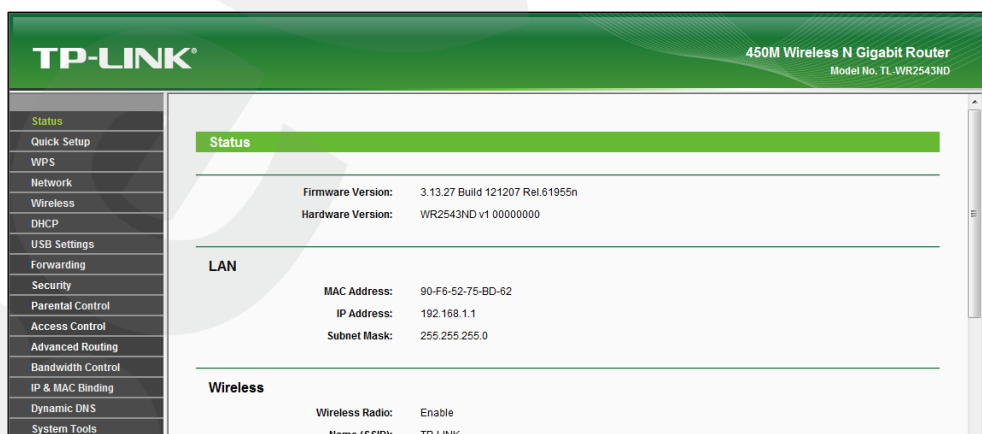 TP-LINK®
450M Wireless N Gigabit Router
Model No. TL-WR2543ND
Status
Quick Setup
WPS
Network
Wireless
DHCP
USB Settings
Forwarding
Security
Parental Control
Access Control
Advanced Routing
Bandwidth Control
IP & MAC Binding
Dynamic DNS
System Tools
Status
Firmware Version: 3.13.27 Build 121207 Rel.61955n
Hardware Version: WR2543ND v1 00000000
LAN
MAC Address: 90-F6-52-75-BD-62
IP Address: 192.168.1.1
Subnet Mask: 255.255.255.0
Wireless
Wireless Radio: Enable
Name (SSID): TP-LINK